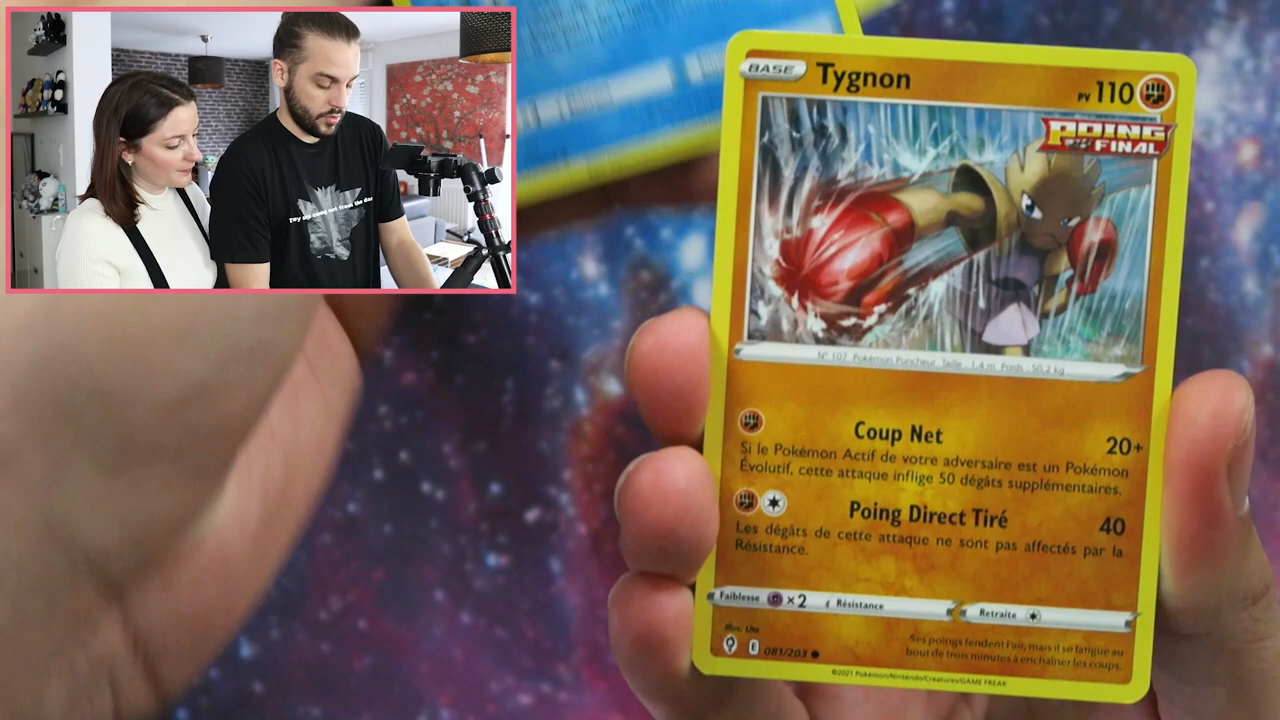 BASE Tygnon PV 110
POING
FINAL
N° 107 Pokémon Puncheur Taille : 1,4 m Poids : 50,2 kg
Coup Net 20+
Si le Pokémon Actif de votre adversaire est un Pokémon
Évolutif, cette attaque inflige 50 dégâts supplémentaires.
Poing Direct Tiré 40
Les dégâts de cette attaque ne sont pas affectés par la
Résistance.
Faiblesse ×2 Résistance Retraite
Illus. Uta
E 081/203
Ses poings fendent l'air, mais il se fatigue au
bout de trois minutes à enchaîner les coups.
©2021 Pokémon/Nintendo/Creatures/GAME FREAK